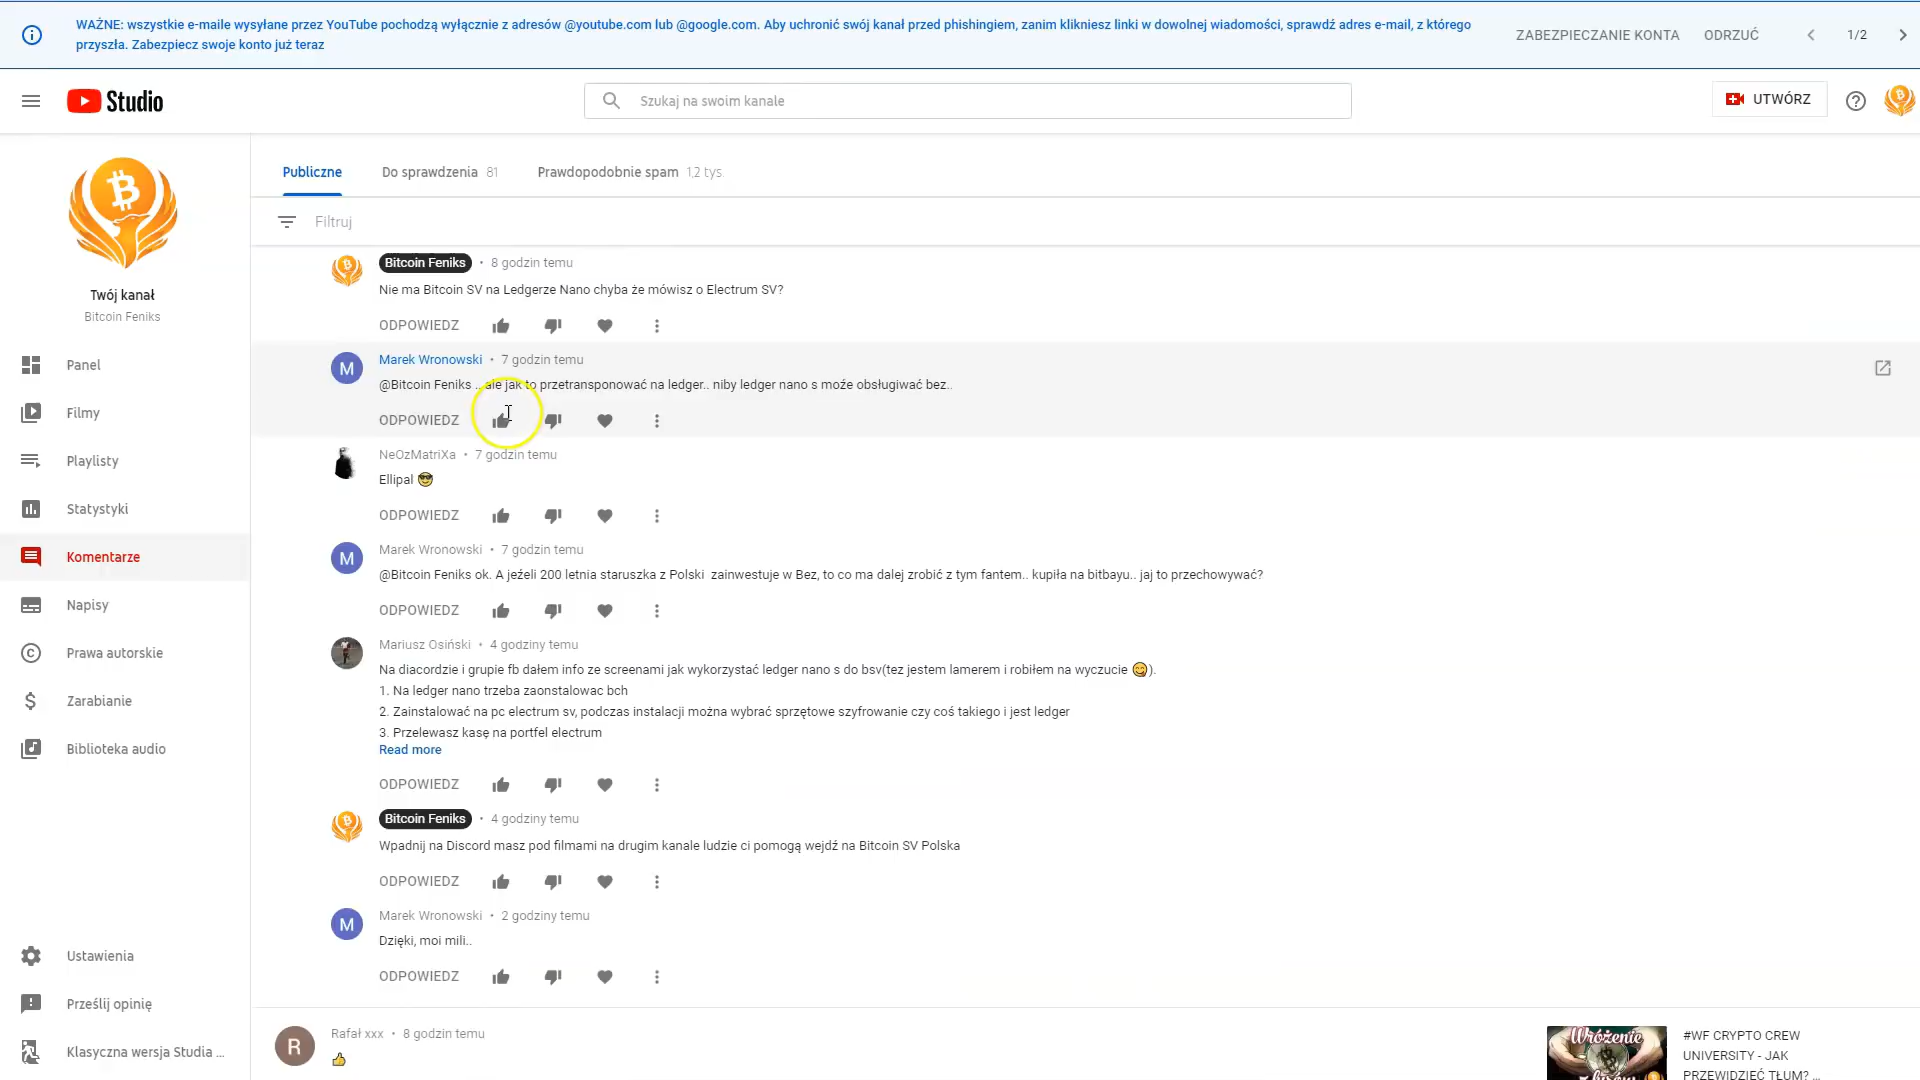 WAŻNE: wszystkie e-maile wysyłane przez YouTube pochodzą wyłącznie z adresów @youtube.com lub @google.com. Aby uchronić swój kanał przed phishingiem, zanim klikniesz linki w dowolnej wiadomości, sprawdź adres e-mail, z którego
przyszła. Zabezpiecz swoje konto już teraz
ZABEZPIECZANIE KONTA
ODRZUĆ
1/2
Studio
Szukaj na swoim kanale
UTWÓRZ
Twój kanał
Bitcoin Feniks
Panel
Filmy
Playlisty
Statystyki
Komentarze
Napisy
Prawa autorskie
Zarabianie
Biblioteka audio
Ustawienia
Prześlij opinię
Klasyczna wersja Studia ...
Publiczne
Do sprawdzenia 81
Prawdopodobnie spam 1,2 tys.
Filtruj
Bitcoin Feniks • 8 godzin temu
Nie ma Bitcoin SV na Ledgerze Nano chyba że mówisz o Electrum SV?
ODPOWIEDZ
Marek Wronowski • 7 godzin temu
@Bitcoin Feniks .. ale jak to przetransponować na ledger.. niby ledger nano s może obsługiwać bez..
ODPOWIEDZ
NeOzMatriXa • 7 godzin temu
Ellipal 😎
ODPOWIEDZ
Marek Wronowski • 7 godzin temu
@Bitcoin Feniks ok. A jeżeli 200 letnia staruszka z Polski zainwestuje w Bez, to co ma dalej zrobić z tym fantem.. kupiła na bitbayu.. jaj to przechowywać?
ODPOWIEDZ
Mariusz Osiński • 4 godziny temu
Na diacordzie i grupie fb dałem info ze screenami jak wykorzystać ledger nano s do bsv(tez jestem lamerem i robiłem na wyczucie 😋).
1. Na ledger nano trzeba zaonstalowac bch
2. Zainstalować na pc electrum sv, podczas instalacji można wybrać sprzętowe szyfrowanie czy coś takiego i jest ledger
3. Przelewasz kasę na portfel electrum
Read more
ODPOWIEDZ
Bitcoin Feniks • 4 godziny temu
Wpadnij na Discord masz pod filmami na drugim kanale ludzie ci pomogą wejdź na Bitcoin SV Polska
ODPOWIEDZ
Marek Wronowski • 2 godziny temu
Dzięki, moi mili..
ODPOWIEDZ
Rafał xxx • 8 godzin temu
👍
Wróżenie
#WF CRYPTO CREW
UNIVERSITY - JAK
PRZEWIDZIEĆ TŁUM? ...